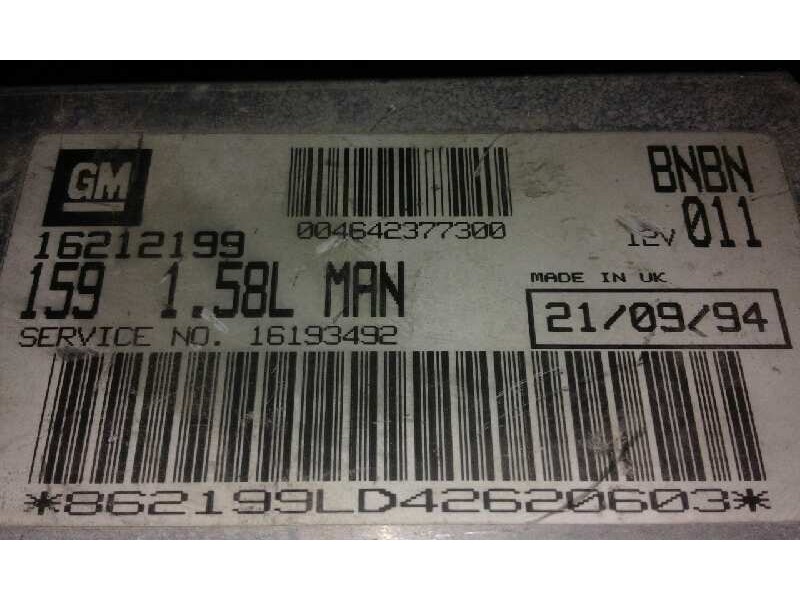 GM
004642377300
BNBN
16212199
12V 011
159 1.58L MAN
MADE IN UK
SERVICE NO. 16193492
21/09/94
*862199LD42620603*